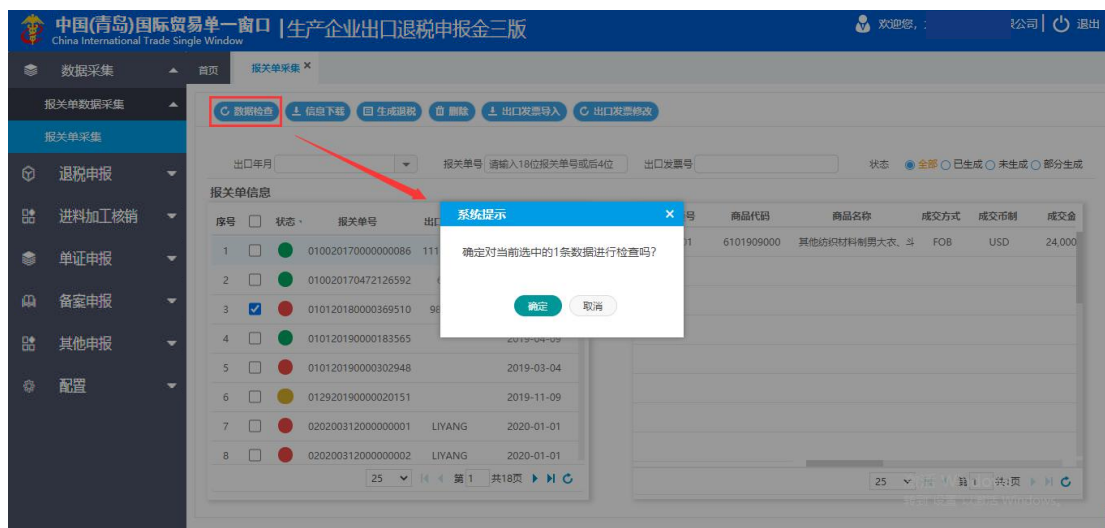 中国(青岛)国际贸易单一窗口 | 生产企业出口退税申报金三版
China International Trade Single Window
欢迎您,
公司 退出
数据采集
首页 报关单采集 ×
报关单数据采集
数据检查 信息下载 生成退税 删除 出口发票导入 出口发票修改
报关单采集
出口年月 报关单号 请输入18位报关单号或后4位 出口发票号 状态 全部 已生成 未生成 部分生成
退税申报
报关单信息
进料加工核销
单证申报
备案申报
其他申报
配置
序号 状态 报关单号 号 商品代码 商品名称 成交方式 成交币制 成交金
1 010020170000000086 111 6101909000 其他纺织材料制男大衣、斗 FOB USD 24,000
2 010020170472126592
3 010120180000369510 98
4 010120190000183565 2019-04-09
5 010120190000302948 2019-03-04
6 012920190000020151 2019-11-09
7 020200312000000001 LIYANG 2020-01-01
8 020200312000000002 LIYANG 2020-01-01
系统提示 ×
确定对当前选中的1条数据进行检查吗?
确定 取消
25 第 1 共18页
25 第 1 共1页